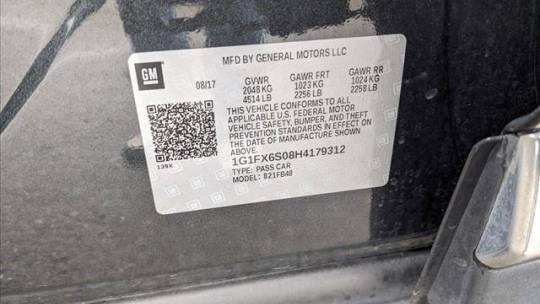 MFD BY GENERAL MOTORS LLC
GM
08/17 GVWR GAWR FRT GAWR RR
2048 KG 1023 KG 1024 KG
4514 LB 2256 LB 2258 LB
THIS VEHICLE CONFORMS TO ALL
APPLICABLE U.S. FEDERAL MOTOR
VEHICLE SAFETY, BUMPER, AND THEFT
PREVENTION STANDARDS IN EFFECT ON
THE DATE OF MANUFACTURE SHOWN
ABOVE.
139X
1G1FX6S08H4179312
TYPE: PASS CAR
MODEL: B21FB48